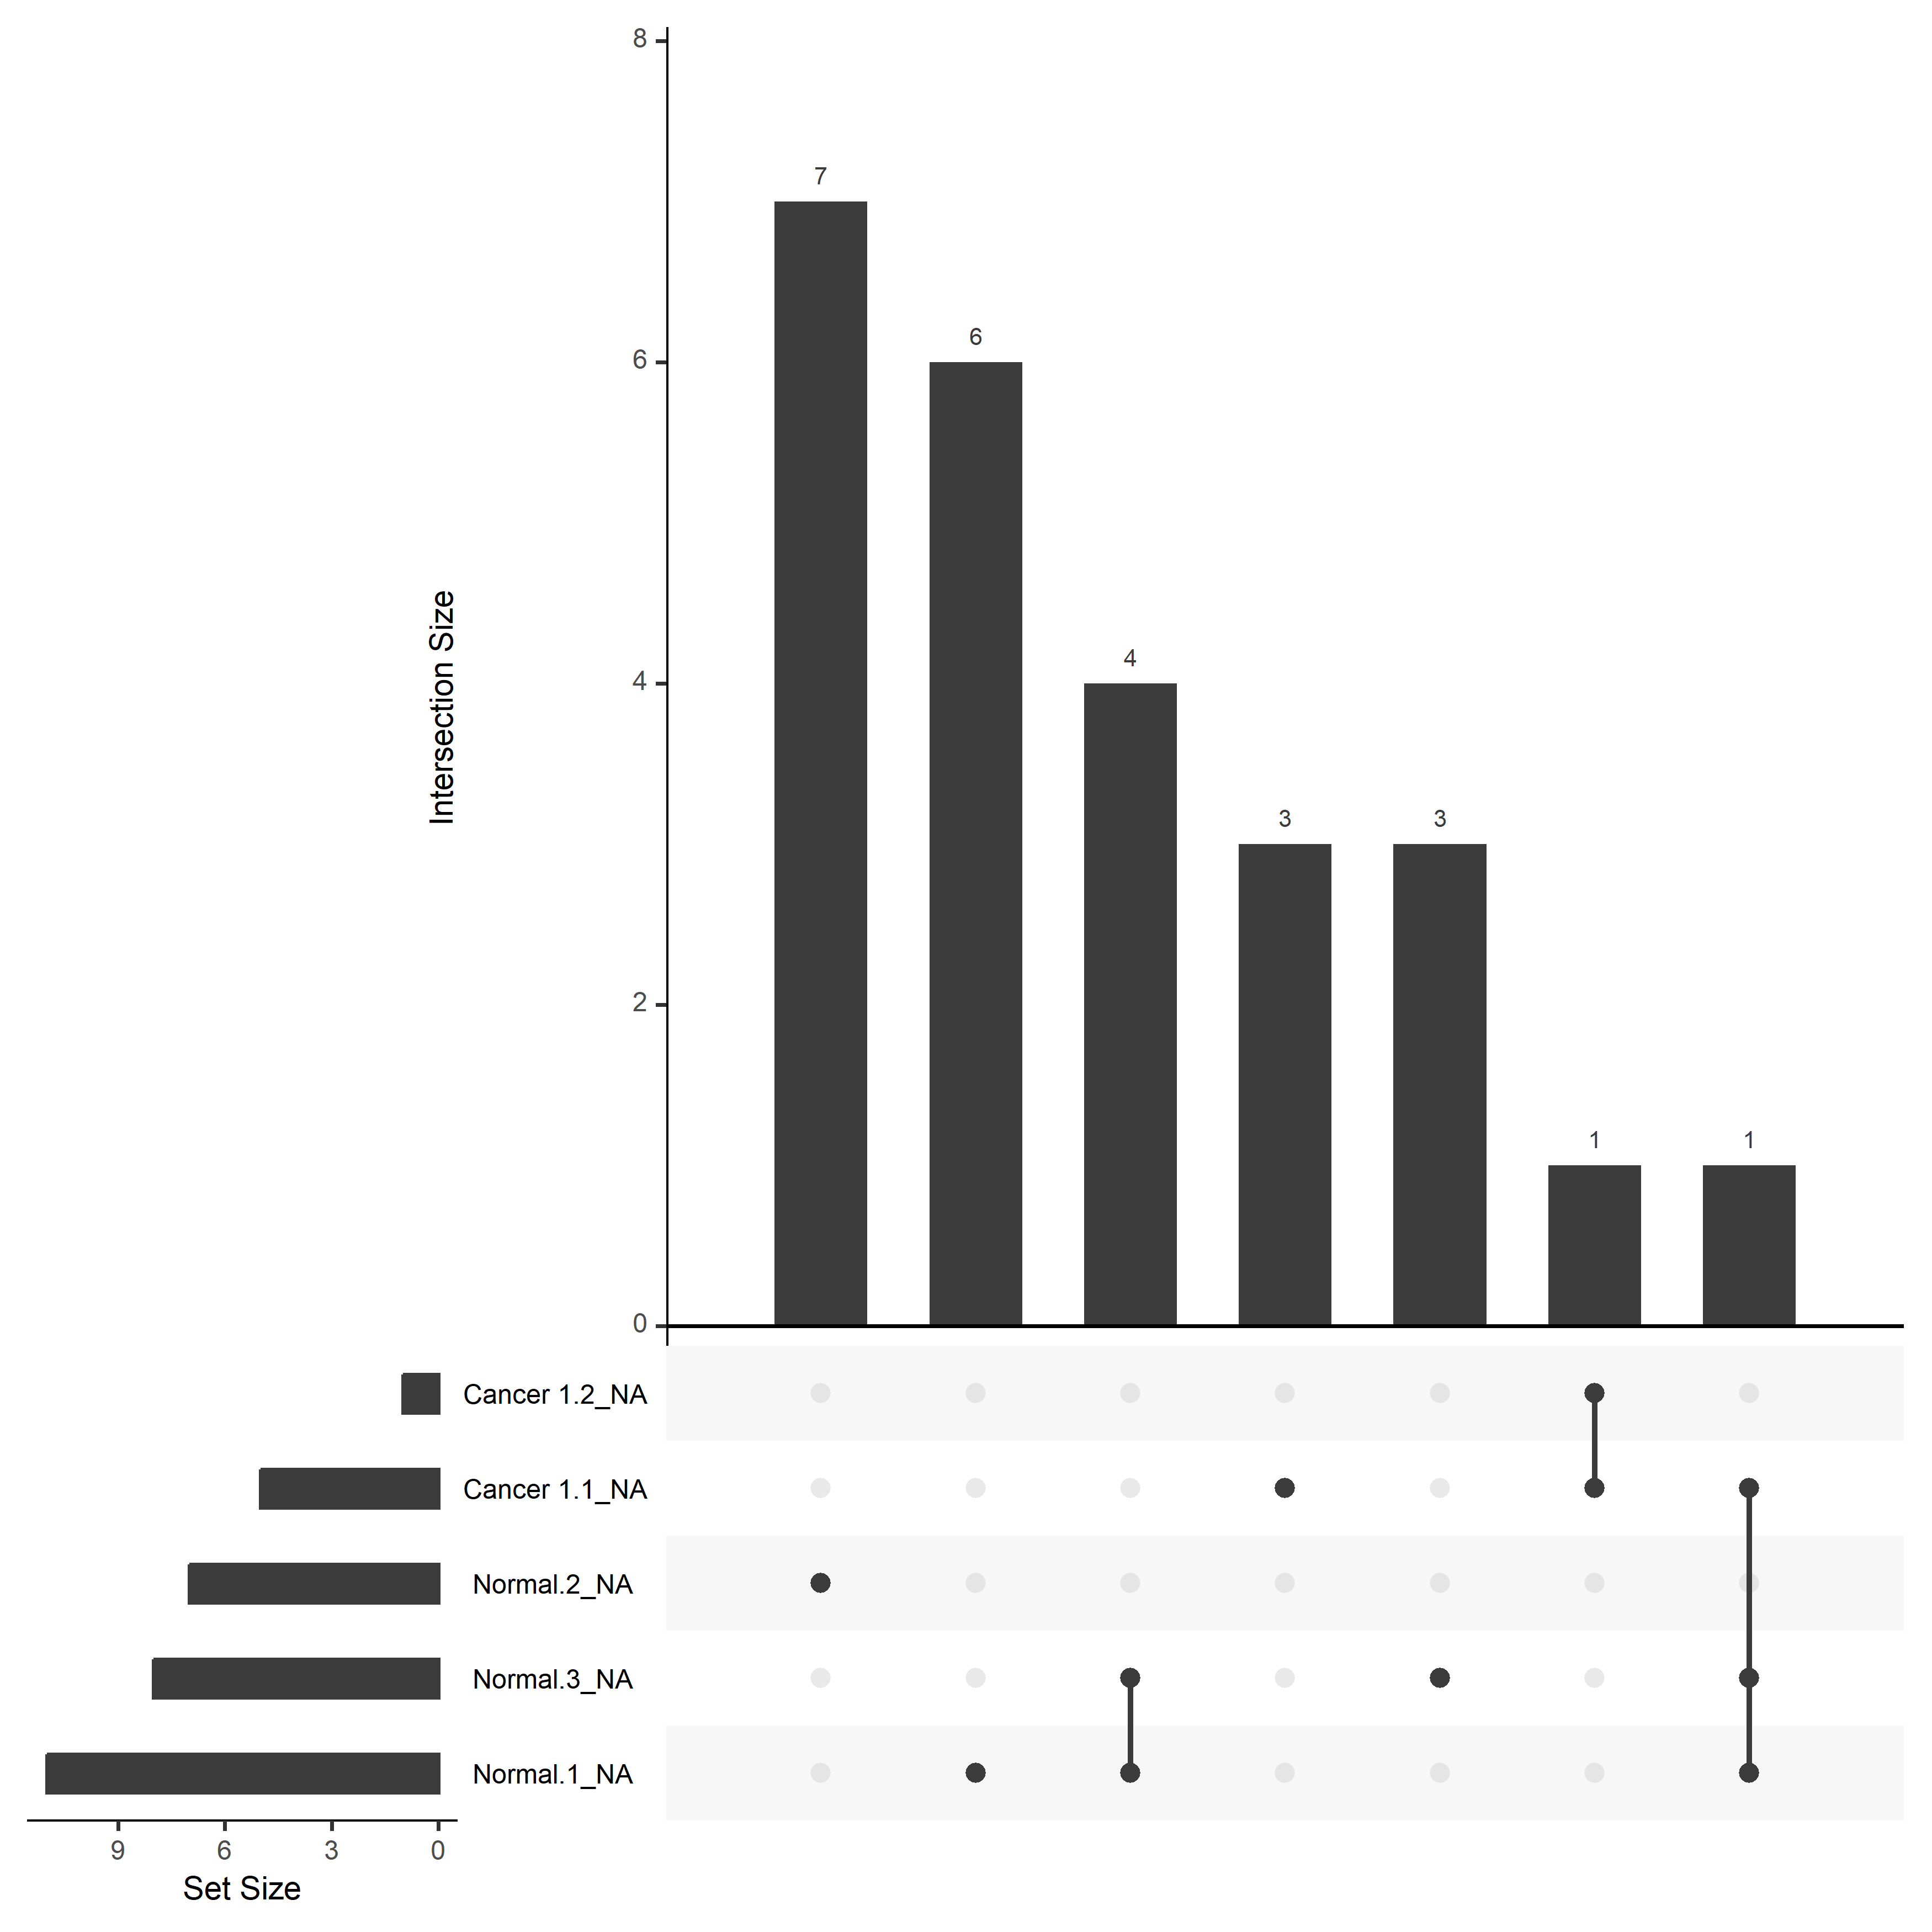 8
7
6
6
Intersection Size
4
4
3
3
2
1
1
0
Cancer 1.2_NA
Cancer 1.1_NA
Normal.2_NA
Normal.3_NA
Normal.1_NA
9 6 3 0
Set Size